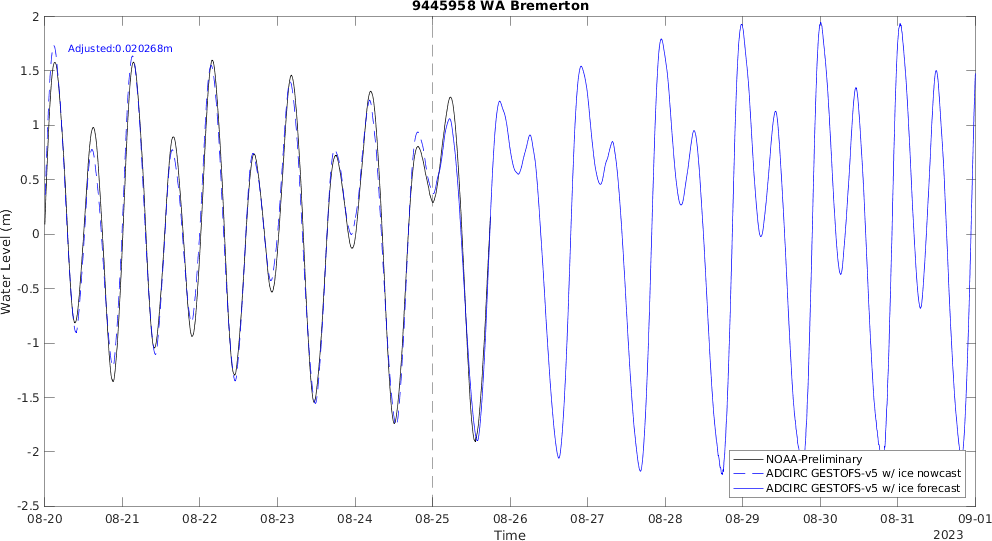 9445958 WA Bremerton
Adjusted:0.020268m
Water Level (m)
2
1.5
1
0.5
0
-0.5
-1
-1.5
-2
-2.5
NOAA-Preliminary
ADCIRC GESTOFS-v5 w/ ice nowcast
ADCIRC GESTOFS-v5 w/ ice forecast
08-20 08-21 08-22 08-23 08-24 08-25 08-26 08-27 08-28 08-29 08-30 08-31 09-01
Time
2023